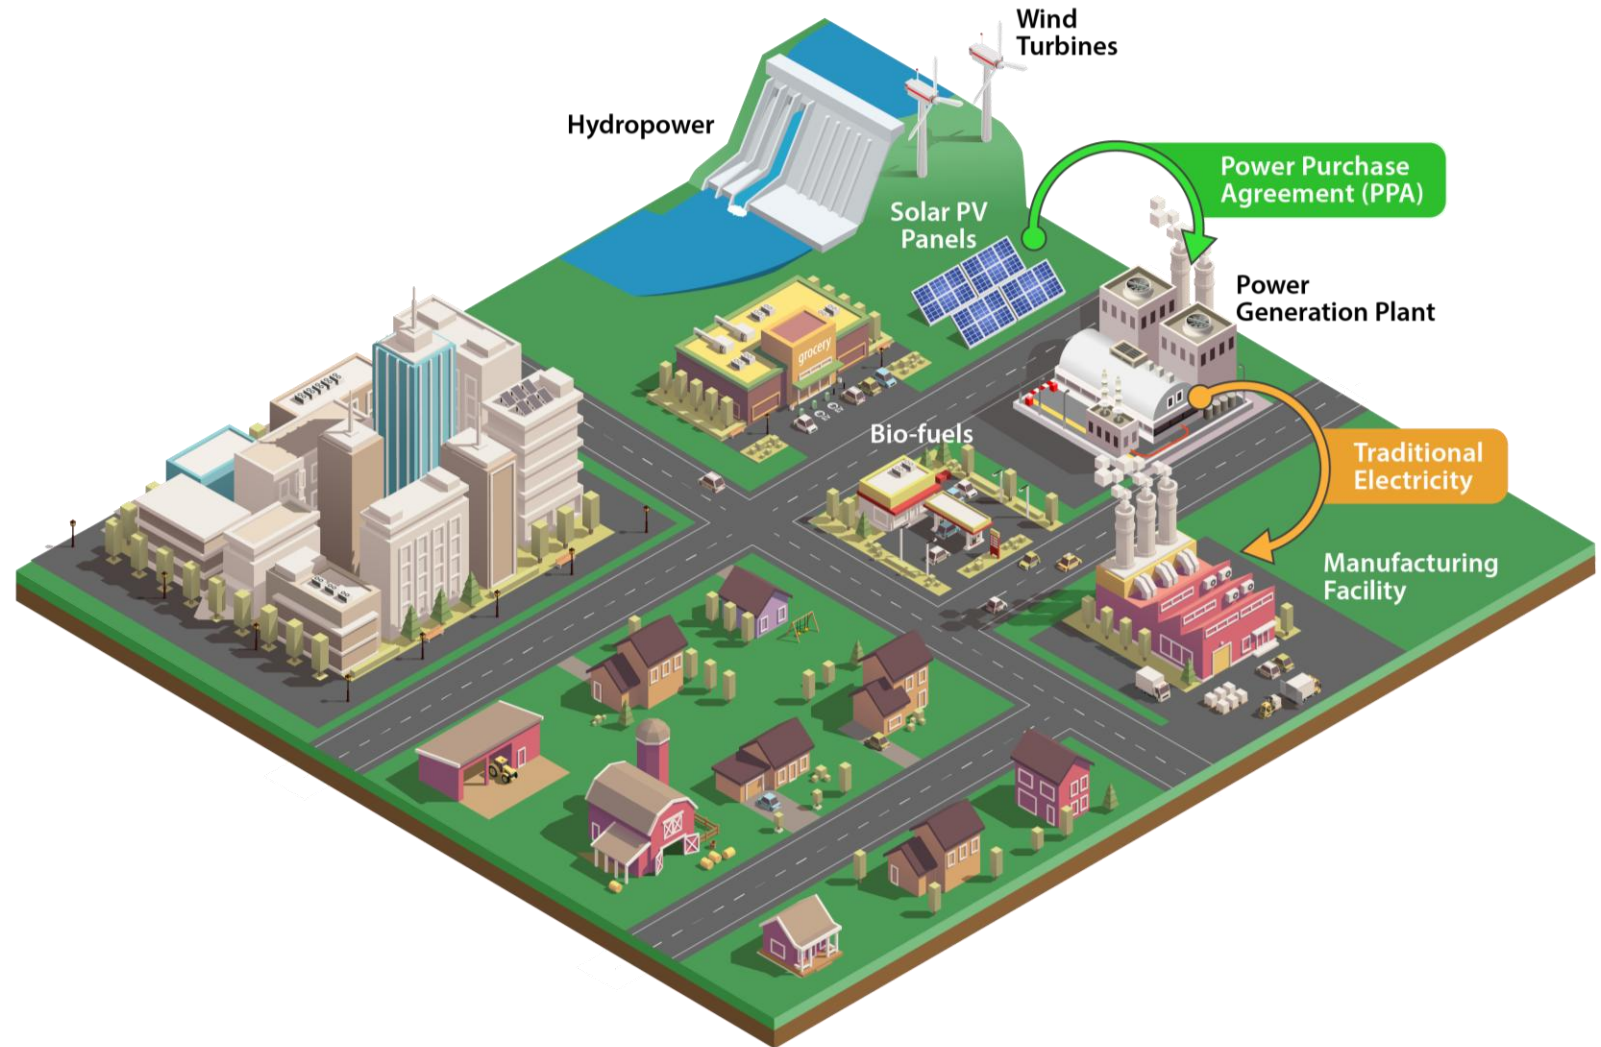 Wind
Turbines
Hydropower
Power Purchase
Agreement (PPA)
Solar PV
Panels
Power
Generation Plant
grocery
Bio-fuels
Traditional
Electricity
Manufacturing
Facility